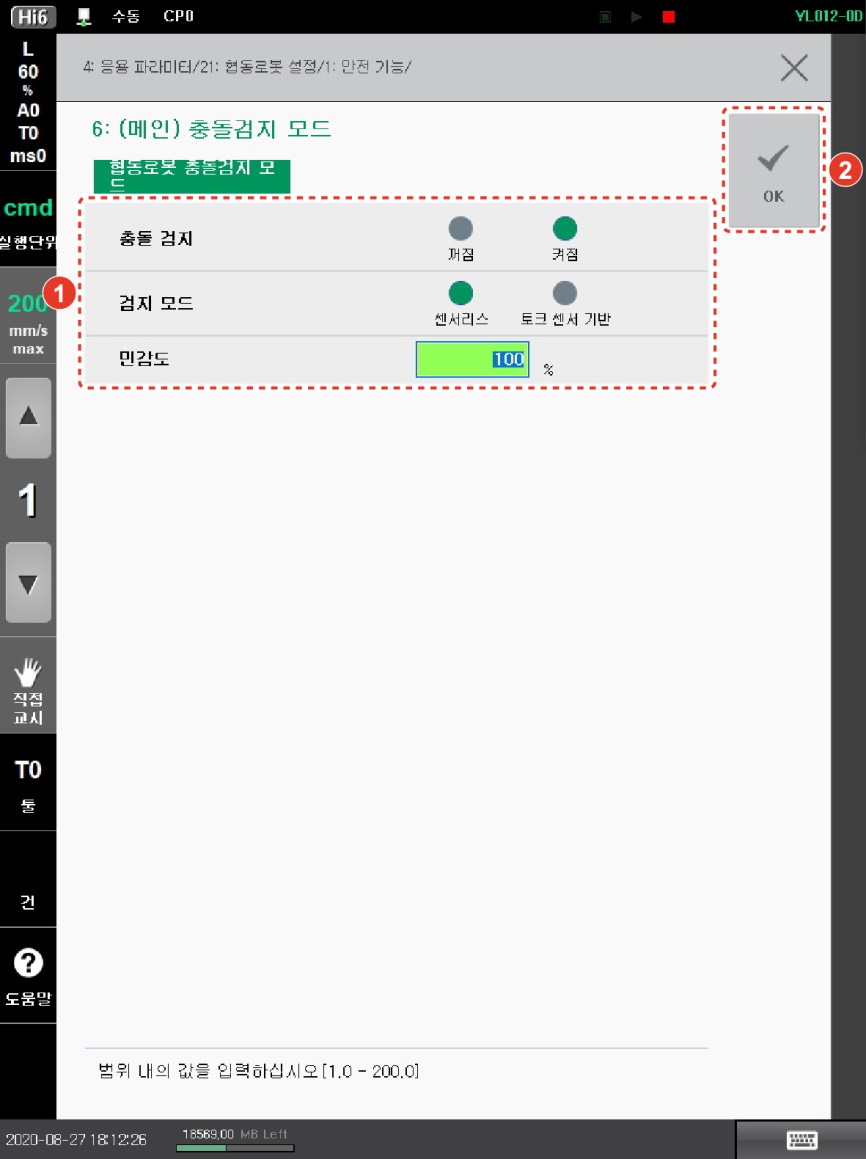 Hi6 수동 CP0 YL012-0D
L
60
%
A0
T0
ms0
cmd
실행단위
200
mm/s
max
1
직접
교시
T0
툴
건
도움말
4: 응용 파라미터/21: 협동로봇 설정/1: 안전 기능/
6: (메인) 충돌검지 모드
협동로봇 충돌검지 모
드
OK
2
1
충돌 검지
꺼짐 켜짐
검지 모드
센서리스 토크 센서 기반
민감도 100 %
범위 내의 값을 입력하십시오[1.0 - 200.0]
2020-08-27 18:12:26 18569.00 MB Left